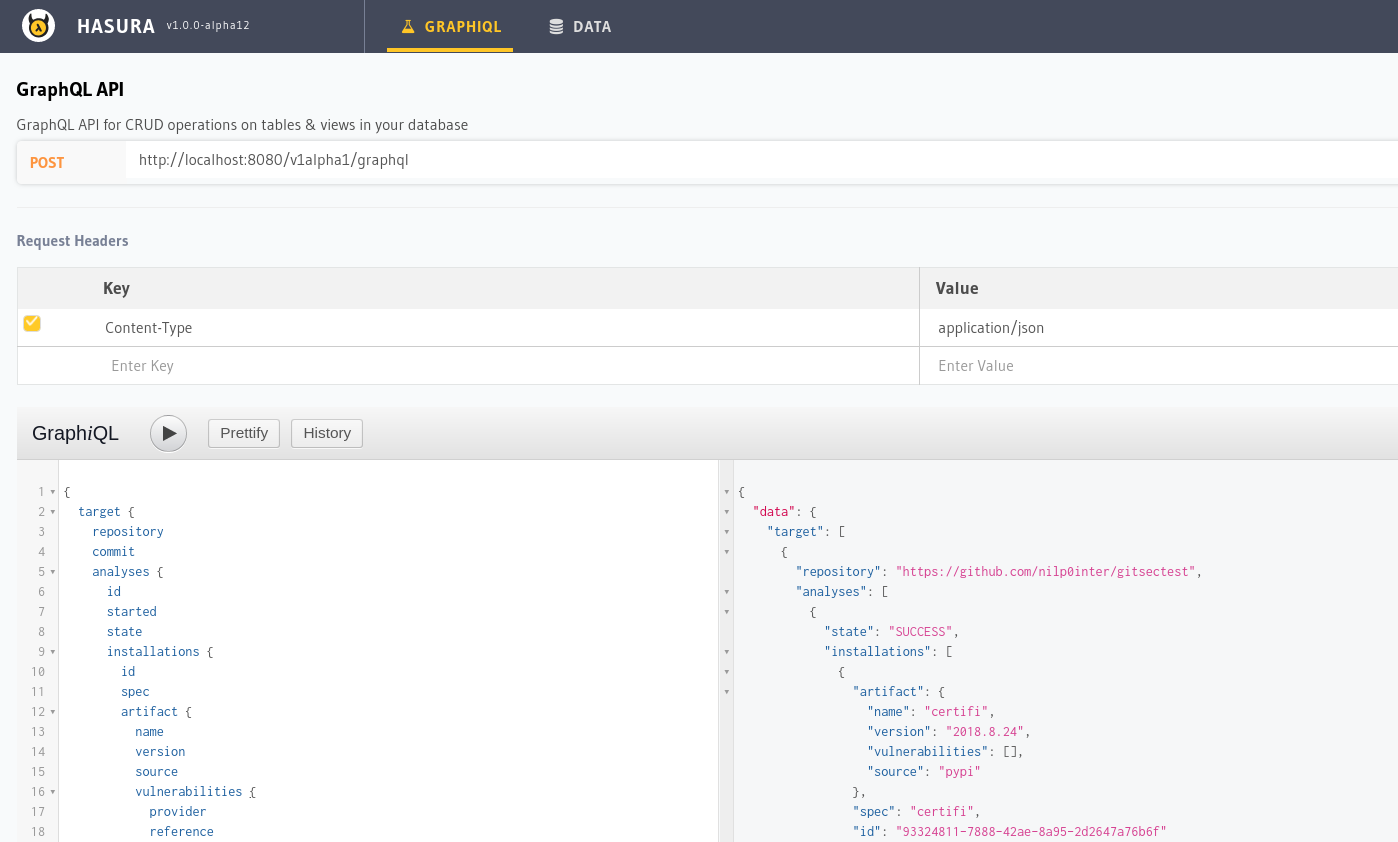 HASURA v1.0.0-alpha12 GRAPHIQL DATA
GraphQL API
GraphQL API for CRUD operations on tables & views in your database
POST http://localhost:8080/v1alpha1/graphql
Request Headers
Key Value
Content-Type application/json
Enter Key Enter Value
GraphiQL Prettify History
1 {
2 target {
3 repository
4 commit
5 analyses {
6 id
7 started
8 state
9 installations {
10 id
11 spec
12 artifact {
13 name
14 version
15 source
16 vulnerabilities {
17 provider
18 reference
{
"data": {
"target": [
{
"repository": "https://github.com/nilp0inter/gitsectest",
"analyses": [
{
"state": "SUCCESS",
"installations": [
{
"artifact": {
"name": "certifi",
"version": "2018.8.24",
"vulnerabilities": [],
"source": "pypi"
},
"spec": "certifi",
"id": "93324811-7888-42ae-8a95-2d2647a76b6f"